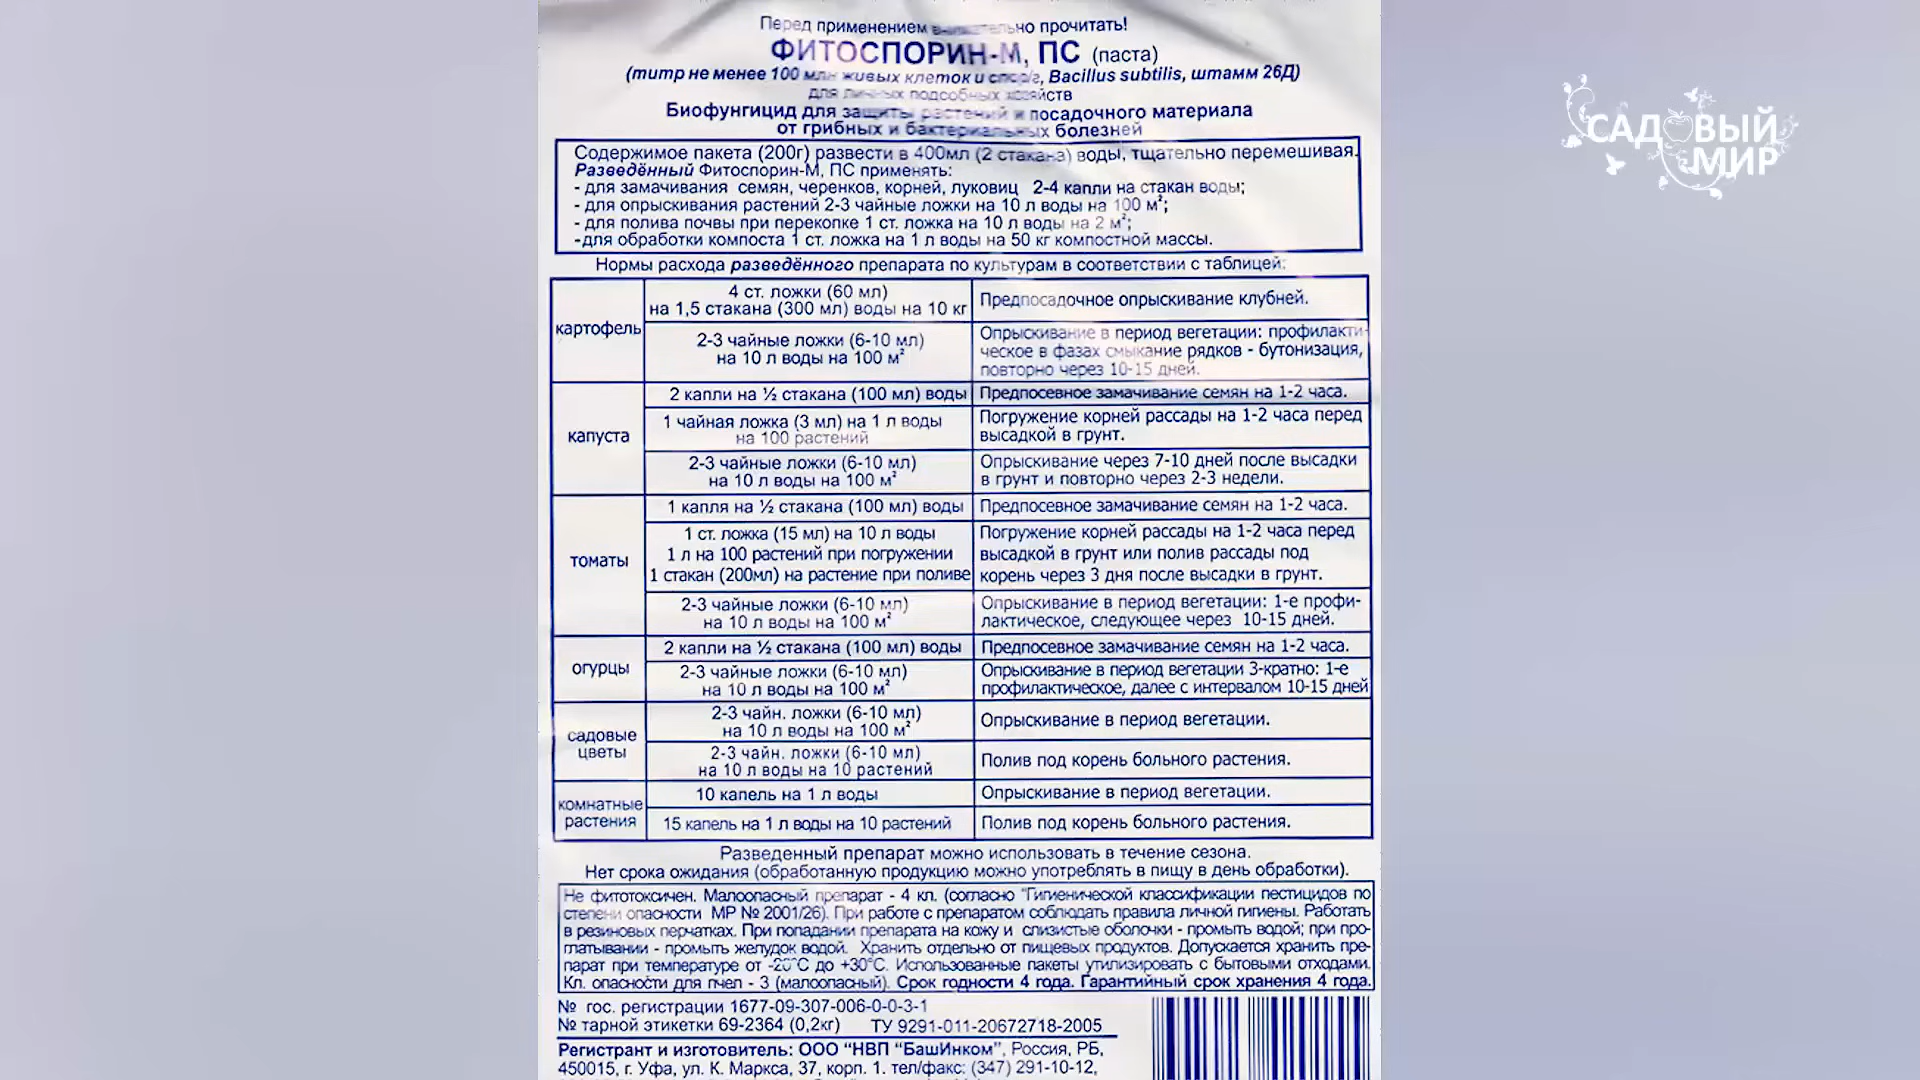 Перед применением внимательно прочитать!
ФИТОСПОРИН-М, ПС (паста)
(титр не менее 100 млн живых клеток и спор/г, Bacillus subtilis, штамм 26Д)
для личных подсобных хозяйств
Биофунгицид для защиты растений и посадочного материала
от грибных и бактериальных болезней
САДОВЫЙ
МИР
Содержимое пакета (200г) развести в 400мл (2 стакана) воды, тщательно перемешивая.
Разведённый Фитоспорин-М, ПС применять:
- для замачивания семян, черенков, корней, луковиц 2-4 капли на стакан воды;
- для опрыскивания растений 2-3 чайные ложки на 10 л воды на 100 м²;
- для полива почвы при перекопке 1 ст. ложка на 10 л воды на 2 м²;
-для обработки компоста 1 ст. ложка на 1 л воды на 50 кг компостной массы.
Нормы расхода разведённого препарата по культурам в соответствии с таблицей:
картофель
4 ст. ложки (60 мл)
на 1,5 стакана (300 мл) воды на 10 кг
Предпосадочное опрыскивание клубней.
2-3 чайные ложки (6-10 мл)
на 10 л воды на 100 м²
Опрыскивание в период вегетации: профилакти-
ческое в фазах смыкание рядков - бутонизация,
повторно через 10-15 дней.
капуста
2 капли на ½ стакана (100 мл) воды
Предпосевное замачивание семян на 1-2 часа.
1 чайная ложка (3 мл) на 1 л воды
на 100 растений
Погружение корней рассады на 1-2 часа перед
высадкой в грунт.
2-3 чайные ложки (6-10 мл)
на 10 л воды на 100 м²
Опрыскивание через 7-10 дней после высадки
в грунт и повторно через 2-3 недели.
томаты
1 капля на ½ стакана (100 мл) воды
Предпосевное замачивание семян на 1-2 часа.
1 ст. ложка (15 мл) на 10 л воды
1 л на 100 растений при погружении
1 стакан (200мл) на растение при поливе
Погружение корней рассады на 1-2 часа перед
высадкой в грунт или полив рассады под
корень через 3 дня после высадки в грунт.
2-3 чайные ложки (6-10 мл)
на 10 л воды на 100 м²
Опрыскивание в период вегетации: 1-е профи-
лактическое, следующее через 10-15 дней.
огурцы
2 капли на ½ стакана (100 мл) воды
Предпосевное замачивание семян на 1-2 часа.
2-3 чайные ложки (6-10 мл)
на 10 л воды на 100 м²
Опрыскивание в период вегетации 3-кратно: 1-е
профилактическое, далее с интервалом 10-15 дней
садовые
цветы
2-3 чайн. ложки (6-10 мл)
на 10 л воды на 100 м²
Опрыскивание в период вегетации.
2-3 чайн. ложки (6-10 мл)
на 10 л воды на 10 растений
Полив под корень больного растения.
комнатные
растения
10 капель на 1 л воды
Опрыскивание в период вегетации.
15 капель на 1 л воды на 10 растений
Полив под корень больного растения.
Разведенный препарат можно использовать в течение сезона.
Нет срока ожидания (обработанную продукцию можно употреблять в пищу в день обработки).
Не фитотоксичен. Малоопасный препарат - 4 кл. (согласно "Гигиенической классификации пестицидов по
степени опасности МР № 2001/26). При работе с препаратом соблюдать правила личной гигиены. Работать
в резиновых перчатках. При попадании препарата на кожу и слизистые оболочки - промыть водой; при про-
глатывании - промыть желудок водой. Хранить отдельно от пищевых продуктов. Допускается хранить пре-
парат при температуре от -20°С до +30°С. Использованные пакеты утилизировать с бытовыми отходами.
Кл. опасности для пчел - 3 (малоопасный). Срок годности 4 года. Гарантийный срок хранения 4 года.
№ гос. регистрации 1677-09-307-006-0-0-3-1
№ тарной этикетки 69-2364 (0,2кг) ТУ 9291-011-20672718-2005
Регистрант и изготовитель: ООО "НВП "БашИнком", Россия, РБ,
450015, г. Уфа, ул. К. Маркса, 37, корп. 1. тел/факс: (347) 291-10-12,